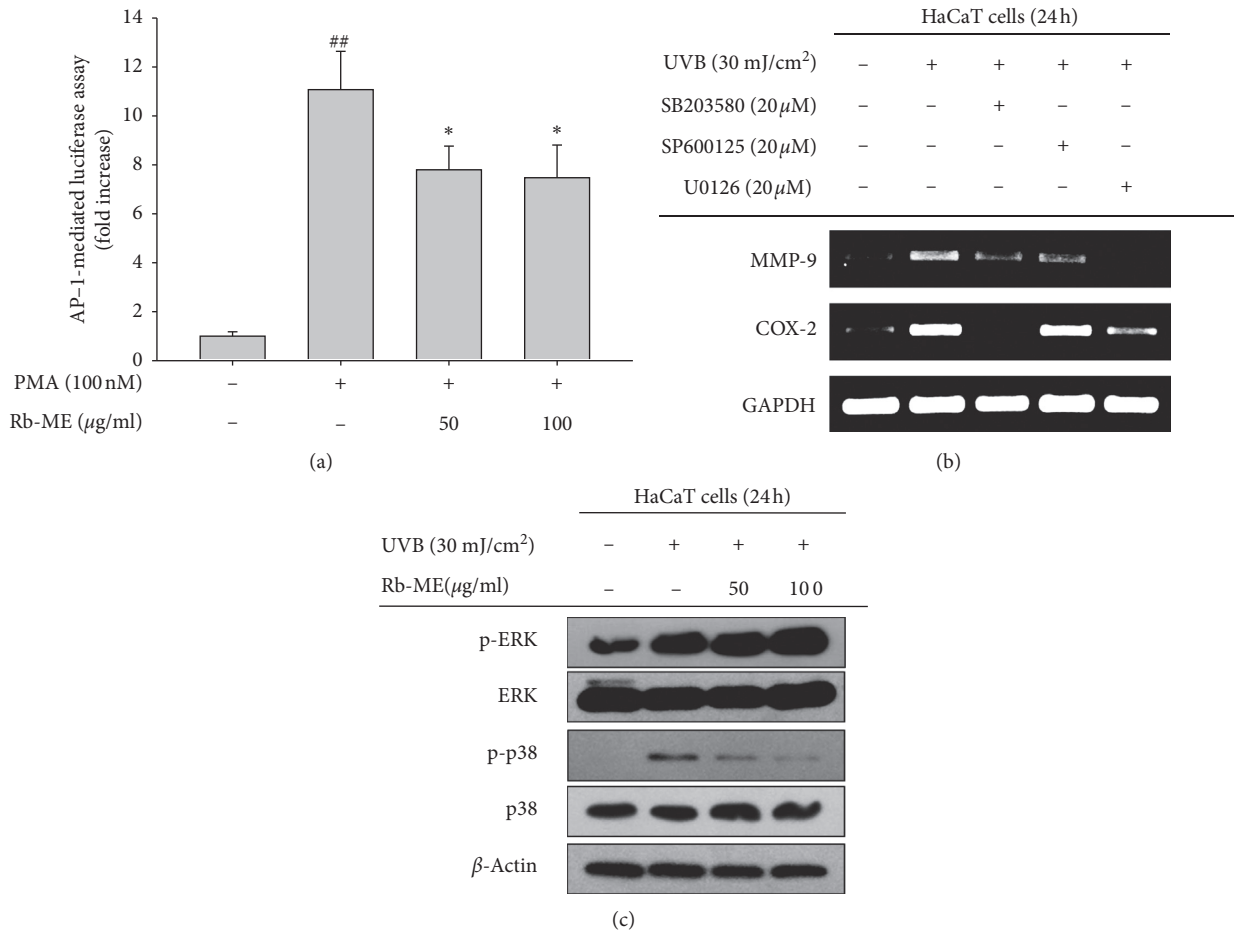 14
12
10
8
6
4
2
0
AP–1-mediated luciferase assay
(fold increase)
##
*
*
PMA (100 nM) – + + +
Rb-ME (μg/ml) – – 50 100
(a)
HaCaT cells (24 h)
UVB (30 mJ/cm²) – + + + +
SB203580 (20 μM) – – + – –
SP600125 (20 μM) – – – + –
U0126 (20 μM) – – – – +
MMP-9
COX-2
GAPDH
(b)
HaCaT cells (24 h)
UVB (30 mJ/cm²) – + + +
Rb-ME(μg/ml) – – 50 10 0
p-ERK
ERK
p-p38
p38
β-Actin
(c)